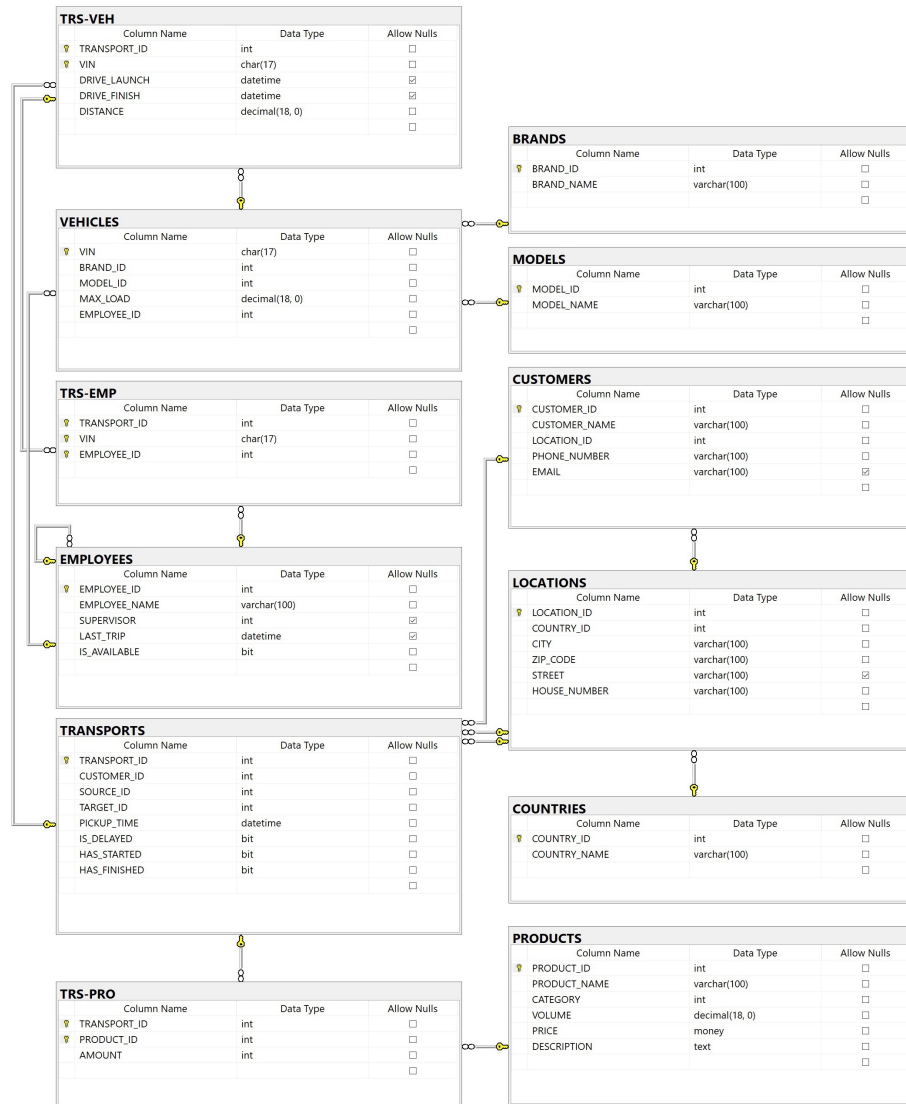 TRS-VEH
Column Name Data Type Allow Nulls
TRANSPORT_ID int
VIN char(17)
DRIVE_LAUNCH datetime
DRIVE_FINISH datetime
DISTANCE decimal(18, 0)
VEHICLES
Column Name Data Type Allow Nulls
VIN char(17)
BRAND_ID int
MODEL_ID int
MAX_LOAD decimal(18, 0)
EMPLOYEE_ID int
TRS-EMP
Column Name Data Type Allow Nulls
TRANSPORT_ID int
VIN char(17)
EMPLOYEE_ID int
EMPLOYEES
Column Name Data Type Allow Nulls
EMPLOYEE_ID int
EMPLOYEE_NAME varchar(100)
SUPERVISOR int
LAST_TRIP datetime
IS_AVAILABLE bit
TRANSPORTS
Column Name Data Type Allow Nulls
TRANSPORT_ID int
CUSTOMER_ID int
SOURCE_ID int
TARGET_ID int
PICKUP_TIME datetime
IS_DELAYED bit
HAS_STARTED bit
HAS_FINISHED bit
TRS-PRO
Column Name Data Type Allow Nulls
TRANSPORT_ID int
PRODUCT_ID int
AMOUNT int
BRANDS
Column Name Data Type Allow Nulls
BRAND_ID int
BRAND_NAME varchar(100)
MODELS
Column Name Data Type Allow Nulls
MODEL_ID int
MODEL_NAME varchar(100)
CUSTOMERS
Column Name Data Type Allow Nulls
CUSTOMER_ID int
CUSTOMER_NAME varchar(100)
LOCATION_ID int
PHONE_NUMBER varchar(100)
EMAIL varchar(100)
LOCATIONS
Column Name Data Type Allow Nulls
LOCATION_ID int
COUNTRY_ID int
CITY varchar(100)
ZIP_CODE varchar(100)
STREET varchar(100)
HOUSE_NUMBER varchar(100)
COUNTRIES
Column Name Data Type Allow Nulls
COUNTRY_ID int
COUNTRY_NAME varchar(100)
PRODUCTS
Column Name Data Type Allow Nulls
PRODUCT_ID int
PRODUCT_NAME varchar(100)
CATEGORY int
VOLUME decimal(18, 0)
PRICE money
DESCRIPTION text